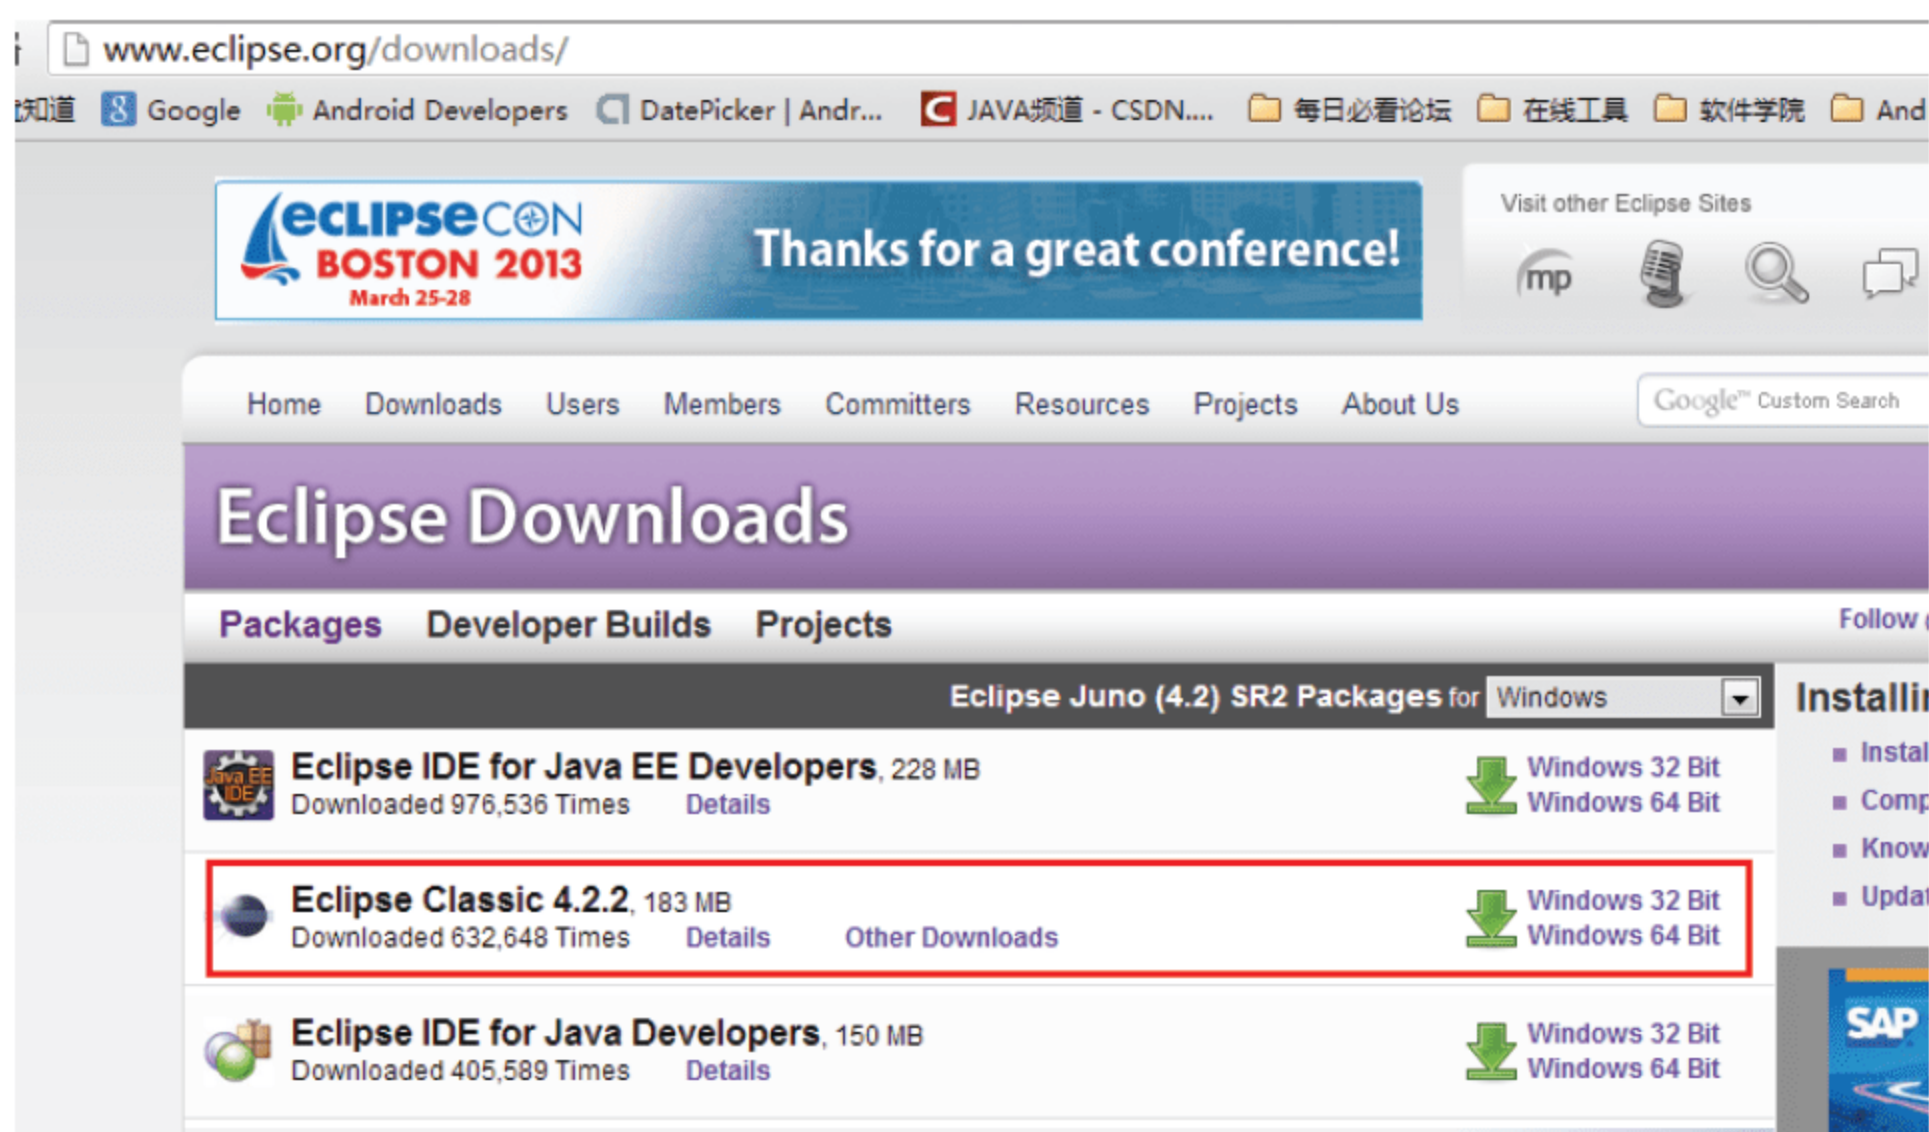 www.eclipse.org/downloads/
知道 Google Android Developers DatePicker | Andr... JAVA频道 - CSDN.... 每日必看论坛 在线工具 软件学院 And
eclipsecon
BOSTON 2013
March 25-28
Thanks for a great conference!
Visit other Eclipse Sites
mp
Home Downloads Users Members Committers Resources Projects About Us
Google™ Custom Search
Eclipse Downloads
Packages Developer Builds Projects
Follow
Eclipse Juno (4.2) SR2 Packages for Windows
Java EE
IDE
Eclipse IDE for Java EE Developers, 228 MB
Downloaded 976,536 Times Details
Windows 32 Bit
Windows 64 Bit
Eclipse Classic 4.2.2, 183 MB
Downloaded 632,648 Times Details Other Downloads
Windows 32 Bit
Windows 64 Bit
Eclipse IDE for Java Developers, 150 MB
Downloaded 405,589 Times Details
Windows 32 Bit
Windows 64 Bit
Installi
Instal
Comp
Know
Updat
SAP